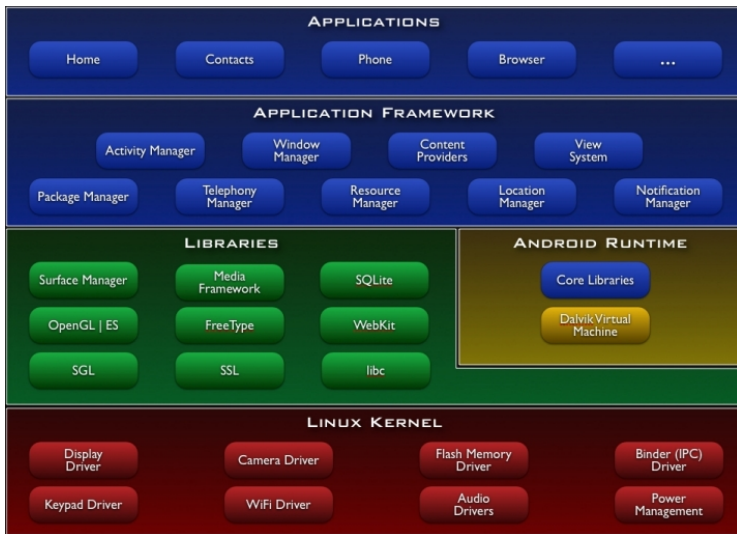 APPLICATIONS
Home
Contacts
Phone
Browser
...
APPLICATION FRAMEWORK
Activity Manager
Window
Manager
Content
Providers
View
System
Package Manager
Telephony
Manager
Resource
Manager
Location
Manager
Notification
Manager
LIBRARIES
Surface Manager
Media
Framework
SQLite
OpenGL | ES
FreeType
WebKit
SGL
SSL
libc
ANDROID RUNTIME
Core Libraries
Dalvik Virtual
Machine
LINUX KERNEL
Display
Driver
Camera Driver
Flash Memory
Driver
Binder (IPC)
Driver
Keypad Driver
WiFi Driver
Audio
Drivers
Power
Management